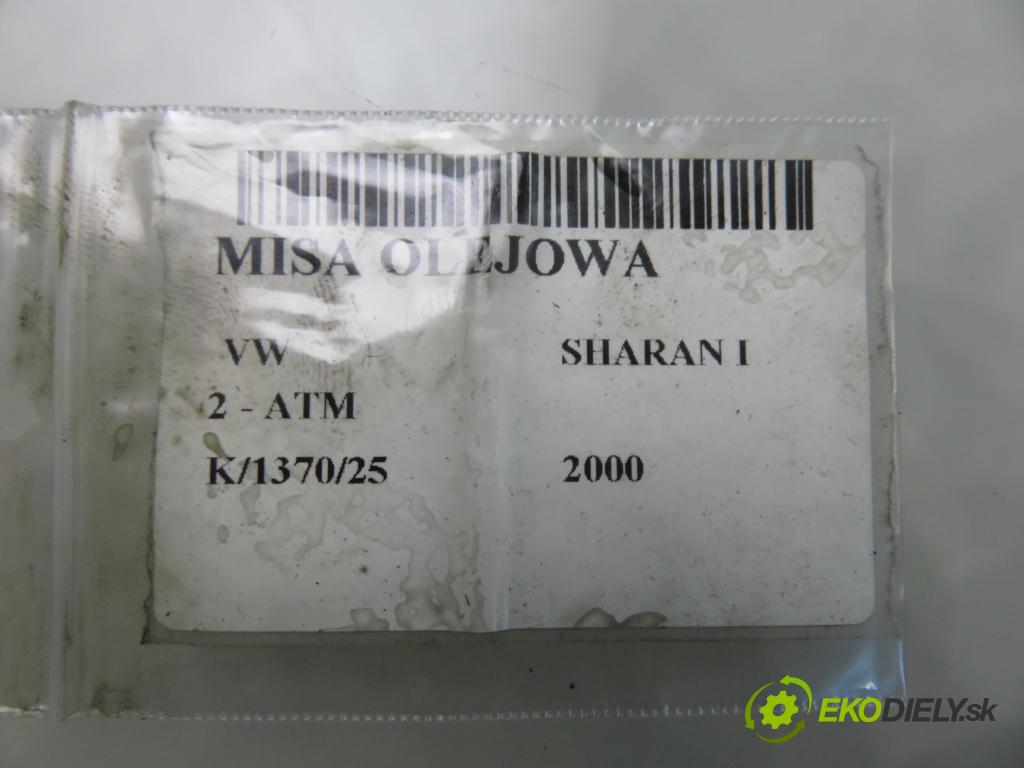 MISA OLEJOWA
VW SHARAN I
2 - ATM
K/1370/25 2000
EKODIELY.sk